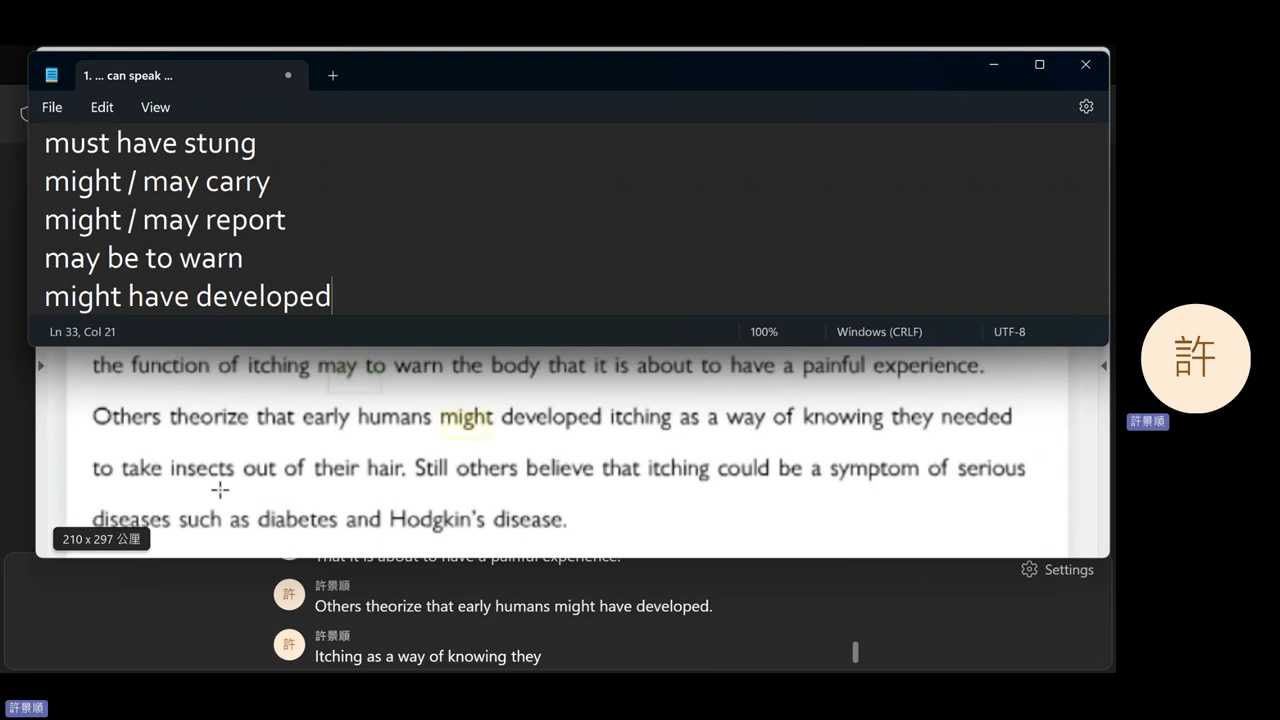 1. ... can speak ...
File Edit View
must have stung
might / may carry
might / may report
may be to warn
might have developed
Ln 33, Col 21 100% Windows (CRLF) UTF-8
the function of itching may to warn the body that it is about to have a painful experience.
Others theorize that early humans might developed itching as a way of knowing they needed
to take insects out of their hair. Still others believe that itching could be a symptom of serious
diseases such as diabetes and Hodgkin's disease.
210 x 297 公厘
That it is about to have a painful experience.
Settings
許 許景順
Others theorize that early humans might have developed.
許 許景順
Itching as a way of knowing they
許
許景順
許景順